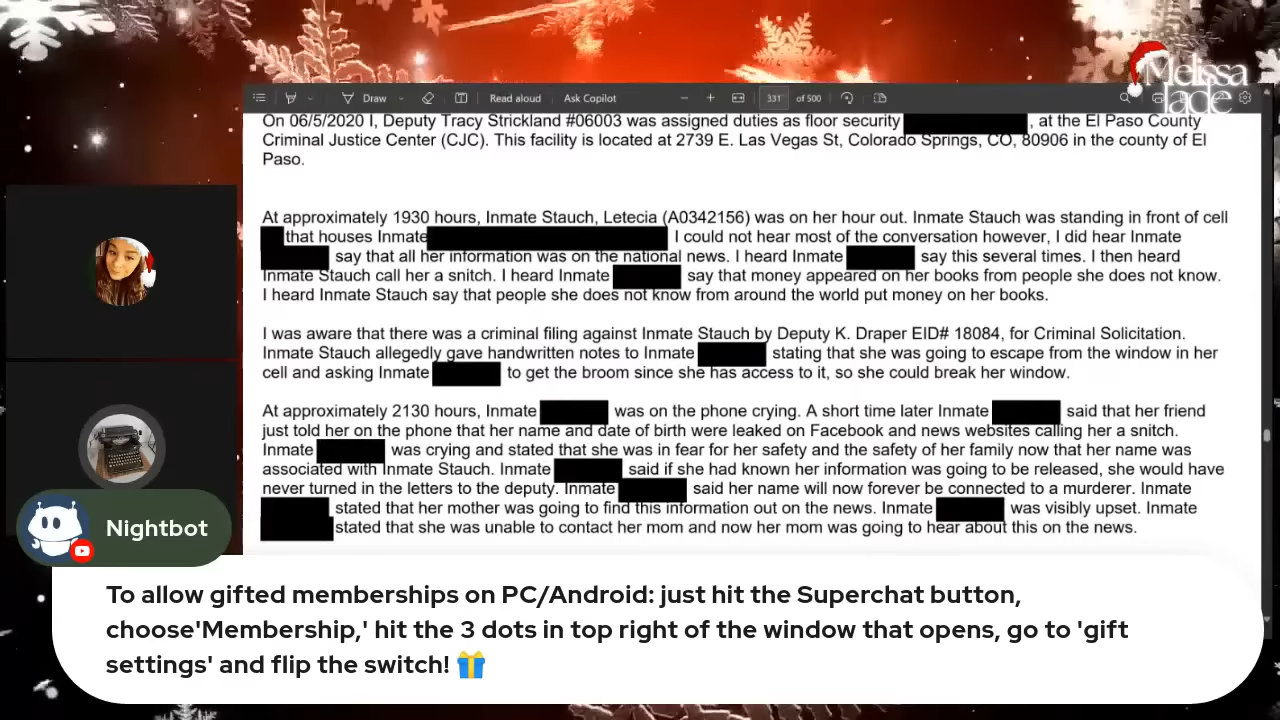 Melissa
Jade
Draw
Read aloud
Ask Copilot
331
of 500
On 06/5/2020 I, Deputy Tracy Strickland #06003 was assigned duties as floor security , at the El Paso County
Criminal Justice Center (CJC). This facility is located at 2739 E. Las Vegas St, Colorado Springs, CO, 80906 in the county of El
Paso.
At approximately 1930 hours, Inmate Stauch, Letecia (A0342156) was on her hour out. Inmate Stauch was standing in front of cell
that houses Inmate I could not hear most of the conversation however, I did hear Inmate
say that all her information was on the national news. I heard Inmate say this several times. I then heard
Inmate Stauch call her a snitch. I heard Inmate say that money appeared on her books from people she does not know.
I heard Inmate Stauch say that people she does not know from around the world put money on her books.
I was aware that there was a criminal filing against Inmate Stauch by Deputy K. Draper EID# 18084, for Criminal Solicitation.
Inmate Stauch allegedly gave handwritten notes to Inmate stating that she was going to escape from the window in her
cell and asking Inmate to get the broom since she has access to it, so she could break her window.
At approximately 2130 hours, Inmate was on the phone crying. A short time later Inmate said that her friend
just told her on the phone that her name and date of birth were leaked on Facebook and news websites calling her a snitch.
Inmate was crying and stated that she was in fear for her safety and the safety of her family now that her name was
associated with Inmate Stauch. Inmate said if she had known her information was going to be released, she would have
never turned in the letters to the deputy. Inmate said her name will now forever be connected to a murderer. Inmate
stated that her mother was going to find this information out on the news. Inmate was visibly upset. Inmate
stated that she was unable to contact her mom and now her mom was going to hear about this on the news.
Nightbot
To allow gifted memberships on PC/Android: just hit the Superchat button,
choose'Membership,' hit the 3 dots in top right of the window that opens, go to 'gift
settings' and flip the switch! 🎁